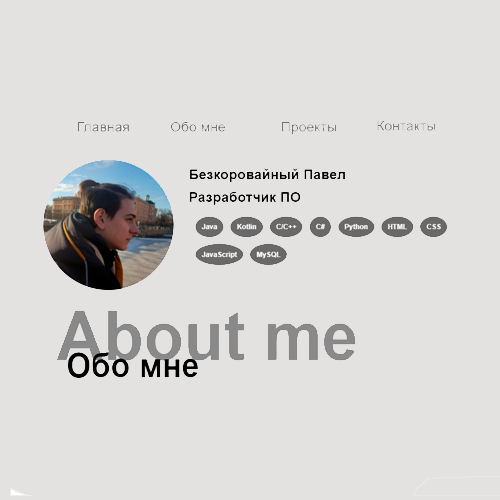 Главная Обо мне Проекты Контакты
Безкоровайный Павел
Разработчик ПО
Java Kotlin C/C++ C# Python HTML CSS
JavaScript MySQL
About me
Обо мне